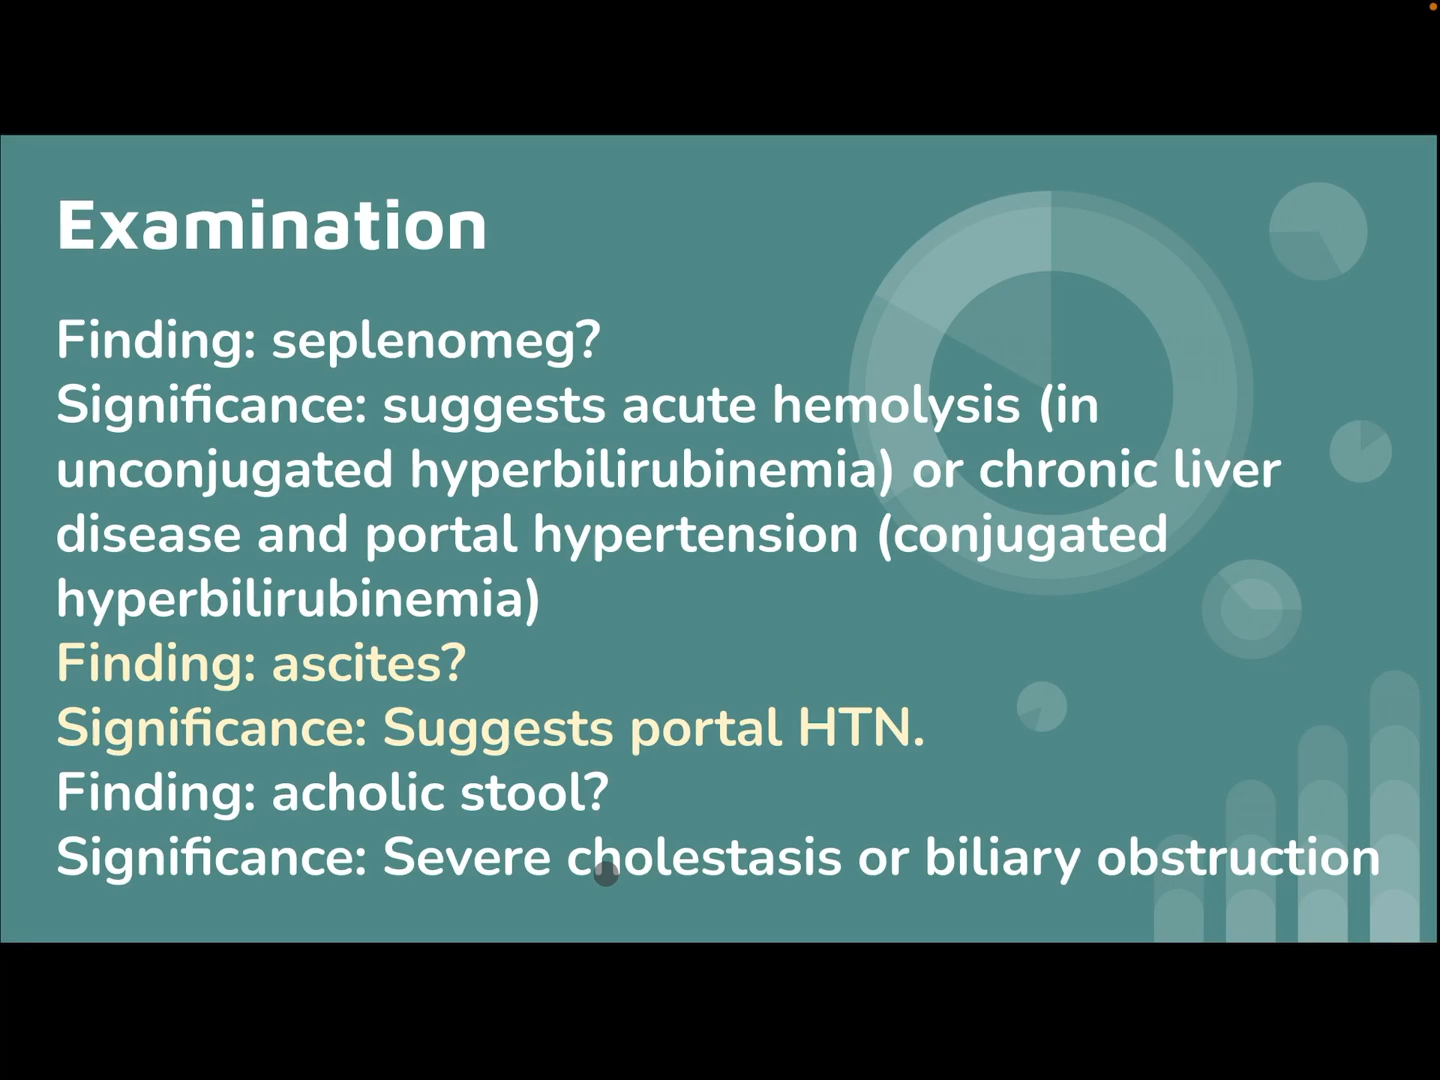 Examination
Finding: seplenomeg?
Significance: suggests acute hemolysis (in
unconjugated hyperbilirubinemia) or chronic liver
disease and portal hypertension (conjugated
hyperbilirubinemia)
Finding: ascites?
Significance: Suggests portal HTN.
Finding: acholic stool?
Significance: Severe cholestasis or biliary obstruction